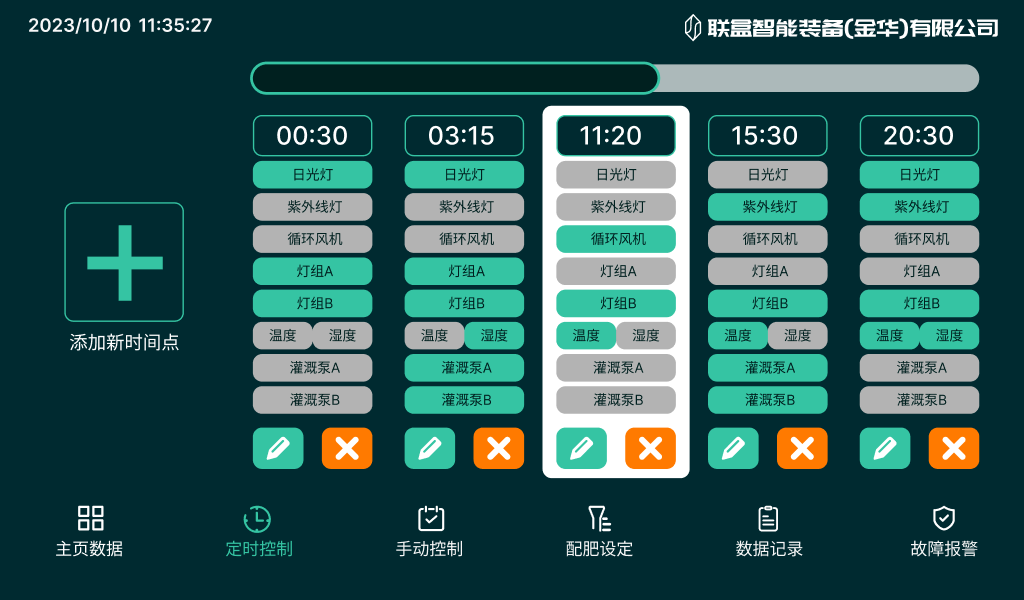 2023/10/10 11:35:27
联盒智能装备(金华)有限公司
00:30 03:15 11:20 15:30 20:30
日光灯 日光灯 日光灯 日光灯 日光灯
紫外线灯 紫外线灯 紫外线灯 紫外线灯 紫外线灯
循环风机 循环风机 循环风机 循环风机 循环风机
灯组A 灯组A 灯组A 灯组A 灯组A
灯组B 灯组B 灯组B 灯组B 灯组B
温度 湿度 温度 湿度 温度 湿度 温度 湿度 温度 湿度
添加新时间点
灌溉泵A 灌溉泵A 灌溉泵A 灌溉泵A 灌溉泵A
灌溉泵B 灌溉泵B 灌溉泵B 灌溉泵B 灌溉泵B
主页数据 定时控制 手动控制 配肥设定 数据记录 故障报警